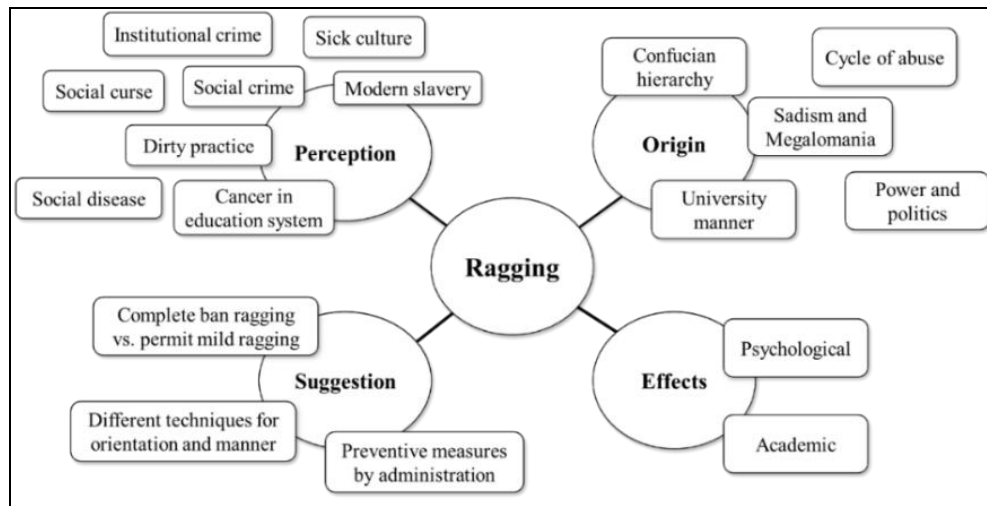 Institutional crime
Sick culture
Social curse
Social crime
Modern slavery
Dirty practice
Perception
Social disease
Cancer in
education system
Confucian
hierarchy
Cycle of abuse
Sadism and
Megalomania
Origin
University
manner
Power and
politics
Ragging
Complete ban ragging
vs. permit mild ragging
Suggestion
Different techniques for
orientation and manner
Preventive measures
by administration
Psychological
Effects
Academic